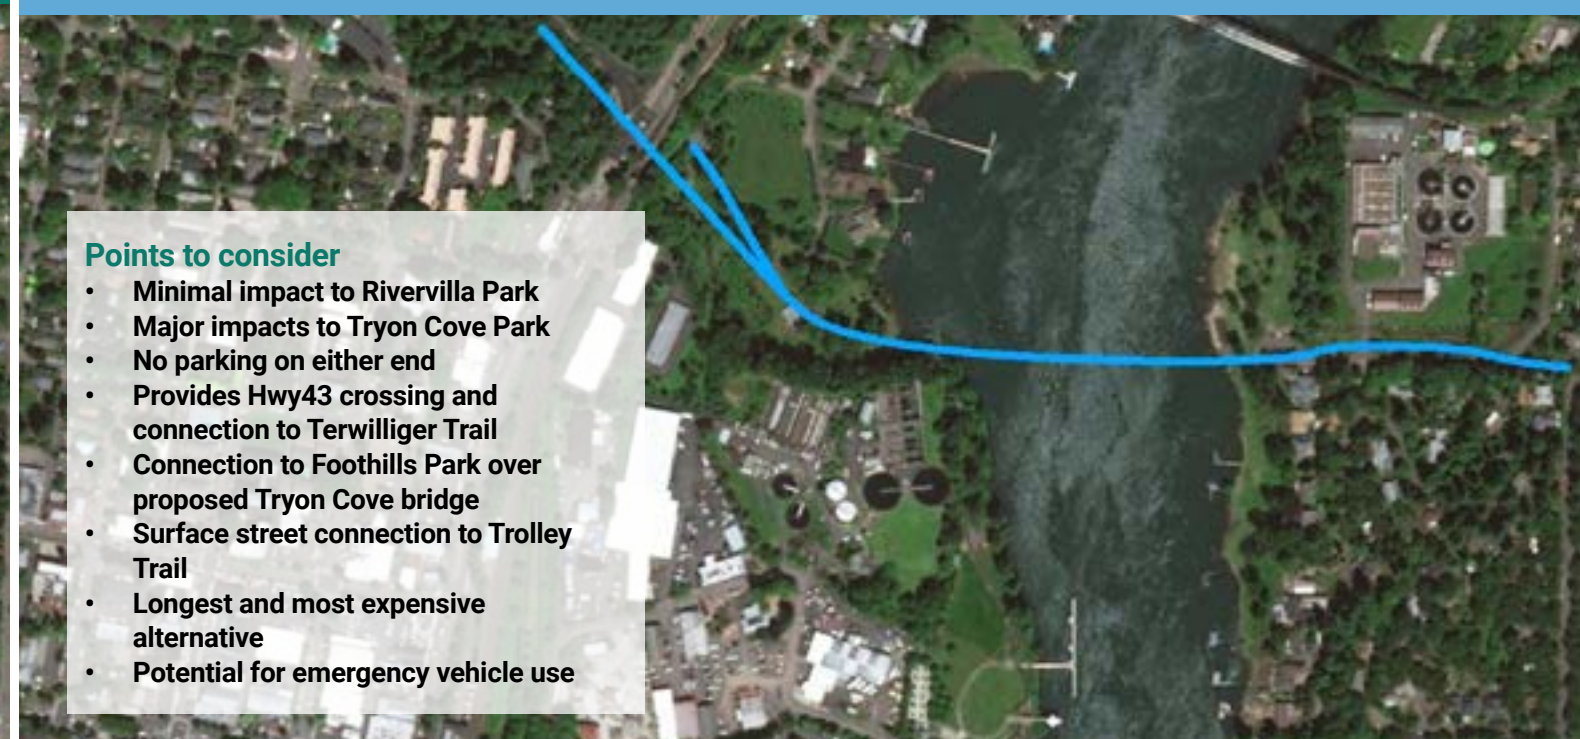 Points to consider
• Minimal impact to Rivervilla Park
• Major impacts to Tryon Cove Park
• No parking on either end
• Provides Hwy43 crossing and
connection to Terwilliger Trail
• Connection to Foothills Park over
proposed Tryon Cove bridge
• Surface street connection to Trolley
Trail
• Longest and most expensive
alternative
• Potential for emergency vehicle use